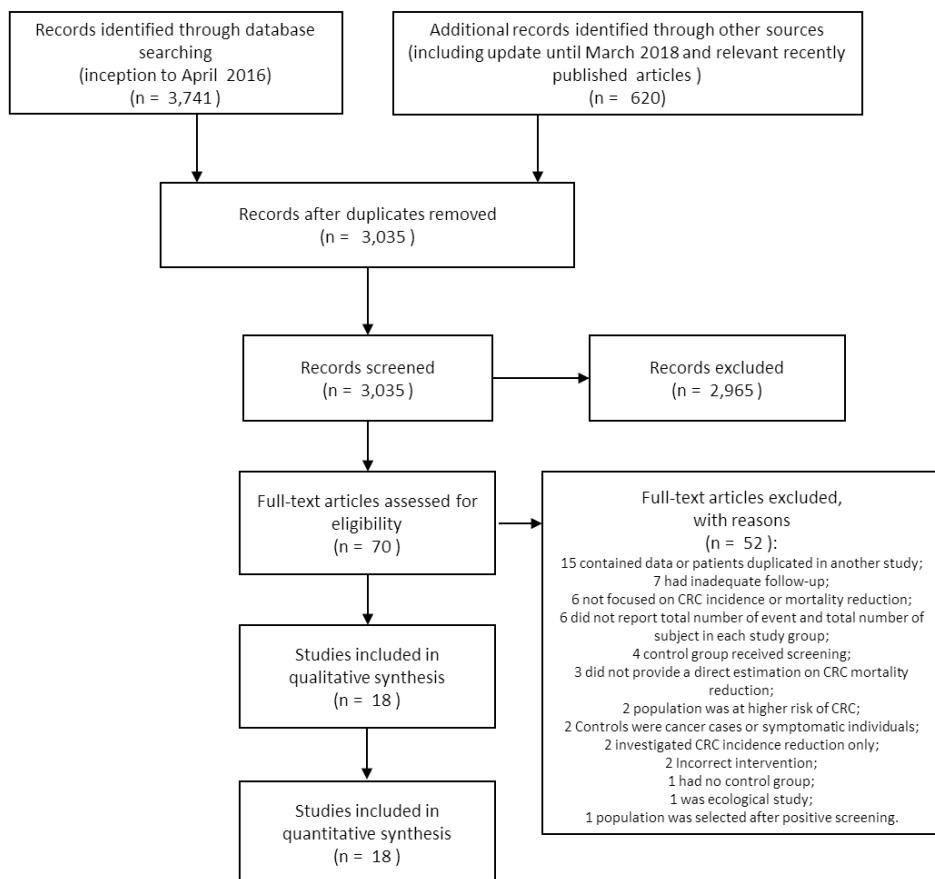 Records identified through database
searching
(inception to April 2016)
(n = 3,741 )
Additional records identified through other sources
(including update until March 2018 and relevant recently
published articles )
(n = 620)
Records after duplicates removed
(n = 3,035 )
Records screened
(n = 3,035 )
Records excluded
(n = 2,965 )
Full-text articles assessed for
eligibility
(n = 70 )
Full-text articles excluded,
with reasons
(n = 52 ):
15 contained data or patients duplicated in another study;
7 had inadequate follow-up;
6 not focused on CRC incidence or mortality reduction;
6 did not report total number of event and total number of
subject in each study group;
4 control group received screening;
3 did not provide a direct estimation on CRC mortality
reduction;
2 population was at higher risk of CRC;
2 Controls were cancer cases or symptomatic individuals;
2 investigated CRC incidence reduction only;
2 Incorrect intervention;
1 had no control group;
1 was ecological study;
1 population was selected after positive screening.
Studies included in
qualitative synthesis
(n = 18 )
Studies included in
quantitative synthesis
(n = 18 )